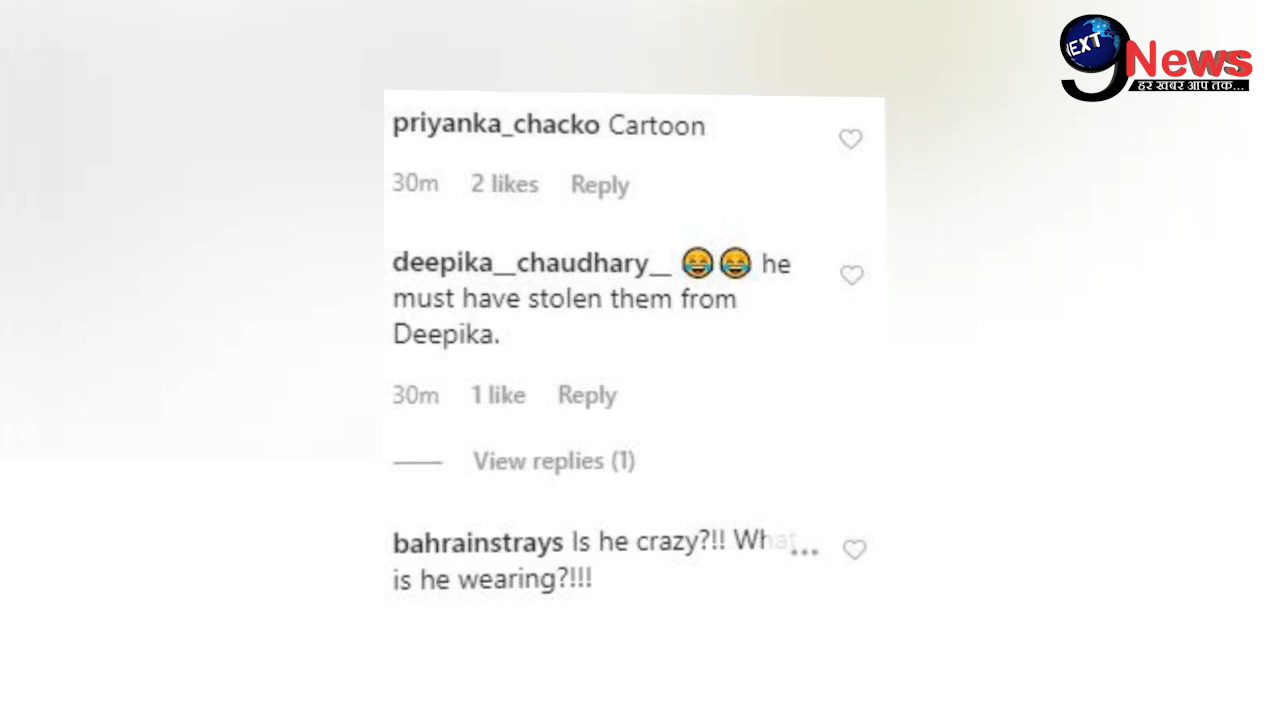 NEXT
9 News
हर खबर आप तक...
priyanka_chacko Cartoon
30m 2 likes Reply
deepika__chaudhary__ 😂😂 he
must have stolen them from
Deepika.
30m 1 like Reply
View replies (1)
bahrainstrays Is he crazy?!! What...
is he wearing?!!!